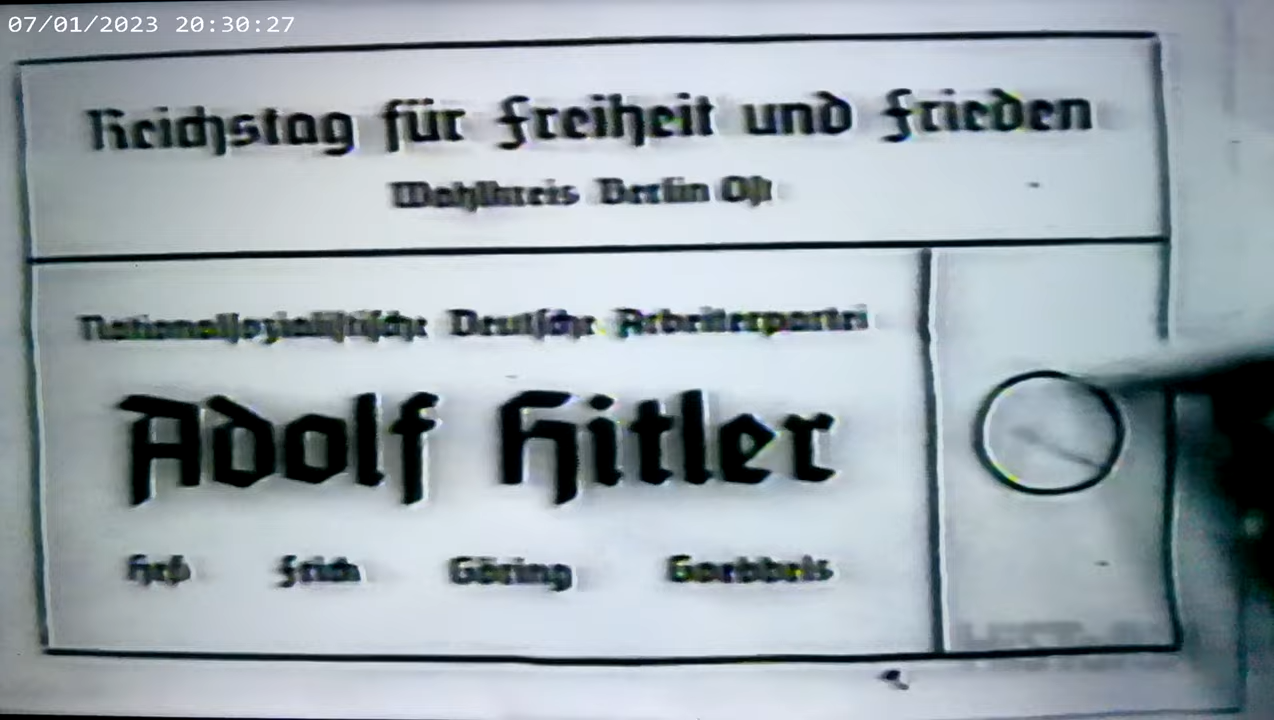 07/01/2023 20:30:27
Reichstag für Freiheit und Frieden
Wahlkreis Berlin Ost
Nationalsozialistische Deutsche Arbeiterpartei
Adolf Hitler
Heß Frick Göring Goebbels